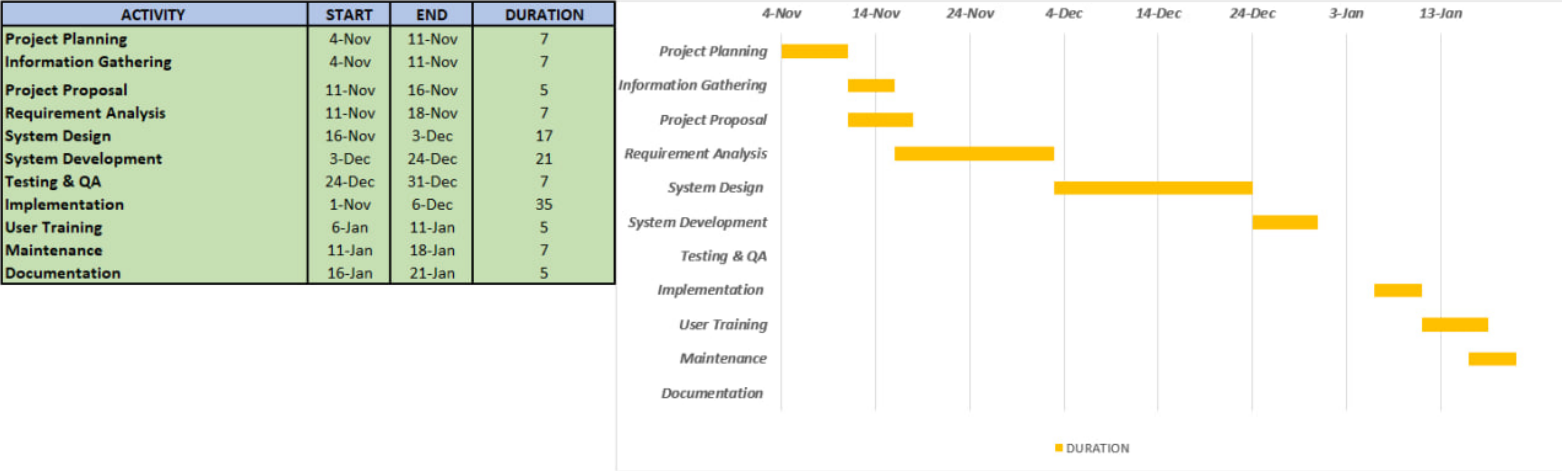 ACTIVITY START END DURATION
Project Planning 4-Nov 11-Nov 7
Information Gathering 4-Nov 11-Nov 7
Project Proposal 11-Nov 16-Nov 5
Requirement Analysis 11-Nov 18-Nov 7
System Design 16-Nov 3-Dec 17
System Development 3-Dec 24-Dec 21
Testing & QA 24-Dec 31-Dec 7
Implementation 1-Nov 6-Dec 35
User Training 6-Jan 11-Jan 5
Maintenance 11-Jan 18-Jan 7
Documentation 16-Jan 21-Jan 5
4-Nov 14-Nov 24-Nov 4-Dec 14-Dec 24-Dec 3-Jan 13-Jan
Project Planning
Information Gathering
Project Proposal
Requirement Analysis
System Design
System Development
Testing & QA
Implementation
User Training
Maintenance
Documentation
DURATION